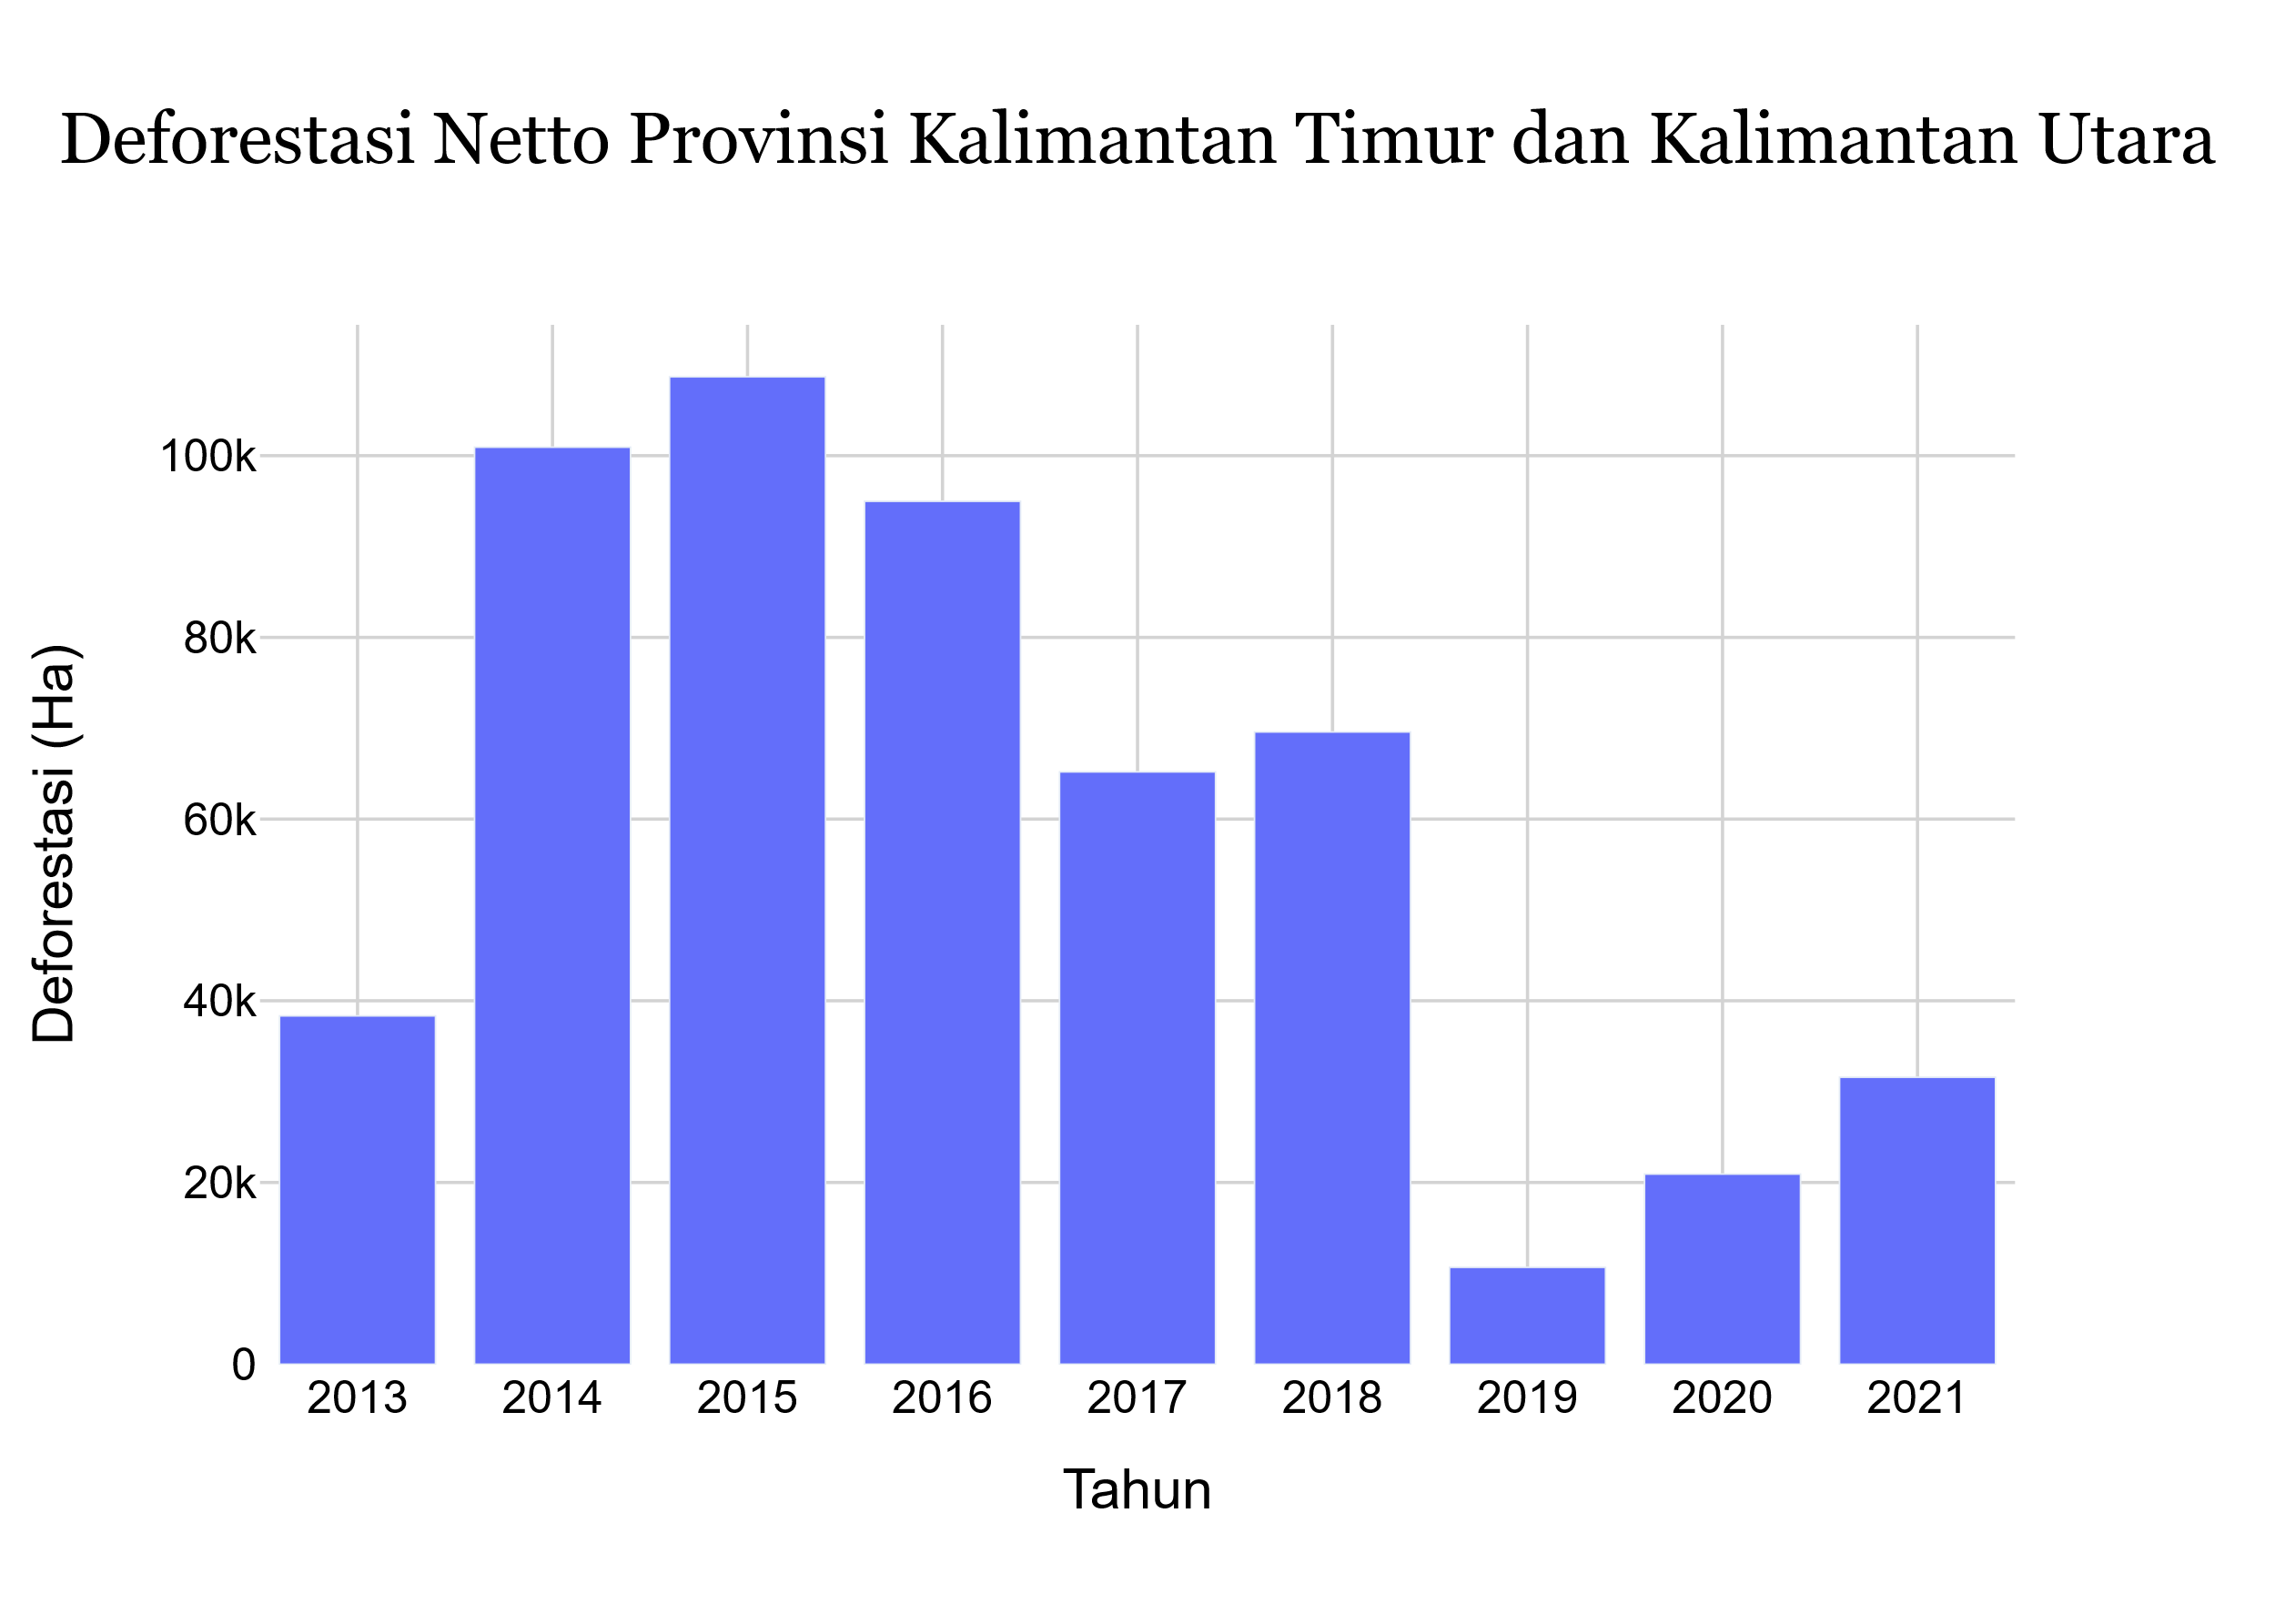 Deforestasi Netto Provinsi Kalimantan Timur dan Kalimantan Utara
Deforestasi (Ha)
100k
80k
60k
40k
20k
0
2013 2014 2015 2016 2017 2018 2019 2020 2021
Tahun